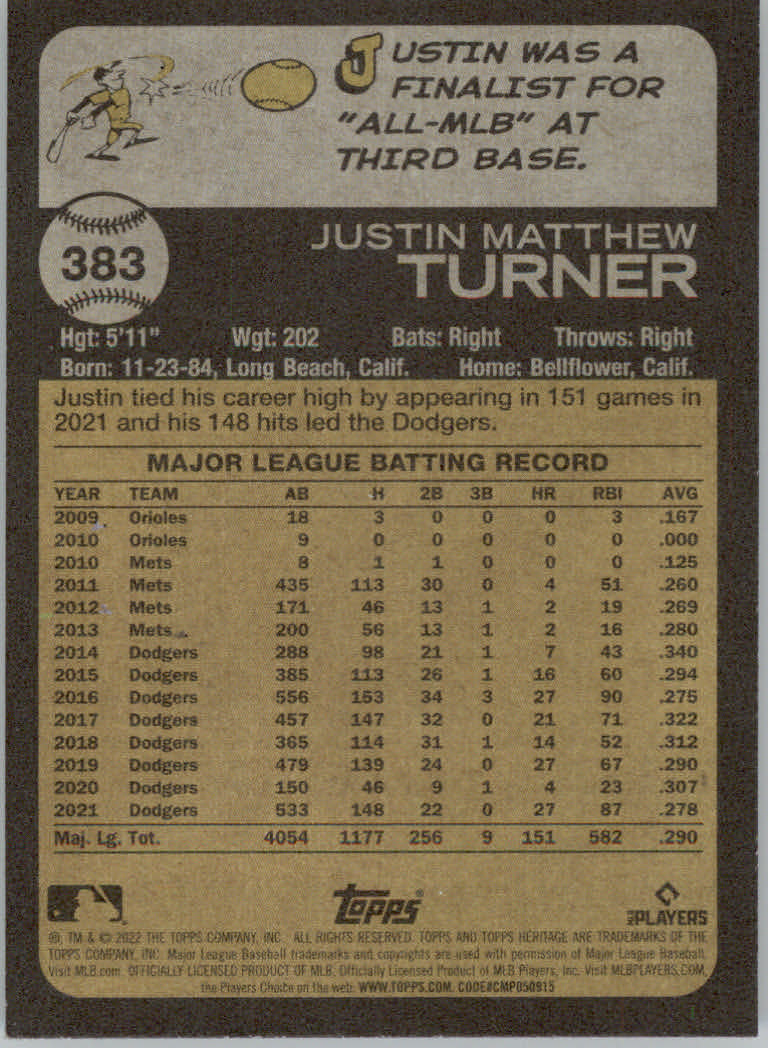 JUSTIN WAS A
FINALIST FOR
"ALL-MLB" AT
THIRD BASE.
383
JUSTIN MATTHEW
TURNER
Hgt: 5'11" Wgt: 202 Bats: Right Throws: Right
Born: 11-23-84, Long Beach, Calif. Home: Bellflower, Calif.
Justin tied his career high by appearing in 151 games in
2021 and his 148 hits led the Dodgers.
MAJOR LEAGUE BATTING RECORD
YEAR TEAM AB H 2B 3B HR RBI AVG
2009 Orioles 18 3 0 0 0 3 .167
2010 Orioles 9 0 0 0 0 0 .000
2010 Mets 8 1 1 0 0 0 .125
2011 Mets 435 113 30 0 4 51 .260
2012 Mets 171 46 13 1 2 19 .269
2013 Mets 200 56 13 1 2 16 .280
2014 Dodgers 288 98 21 1 7 43 .340
2015 Dodgers 385 113 26 1 16 60 .294
2016 Dodgers 556 153 34 3 27 90 .275
2017 Dodgers 457 147 32 0 21 71 .322
2018 Dodgers 365 114 31 1 14 52 .312
2019 Dodgers 479 139 24 0 27 67 .290
2020 Dodgers 150 46 9 1 4 23 .307
2021 Dodgers 533 148 22 0 27 87 .278
Maj. Lg. Tot. 4054 1177 256 9 151 582 .290
TOPPS®
MLB PLAYERS
®, TM & © 2022 THE TOPPS COMPANY, INC. ALL RIGHTS RESERVED. TOPPS AND TOPPS HERITAGE ARE TRADEMARKS OF THE
TOPPS COMPANY, INC. Major League Baseball trademarks and copyrights are used with permission of Major League Baseball.
Visit MLB.com. OFFICIALLY LICENSED PRODUCT OF MLB. Officially Licensed Product of MLB Players, Inc. Visit MLBPLAYERS.COM,
the Players Choice on the web. WWW.TOPPS.COM. CODE#CMP050915